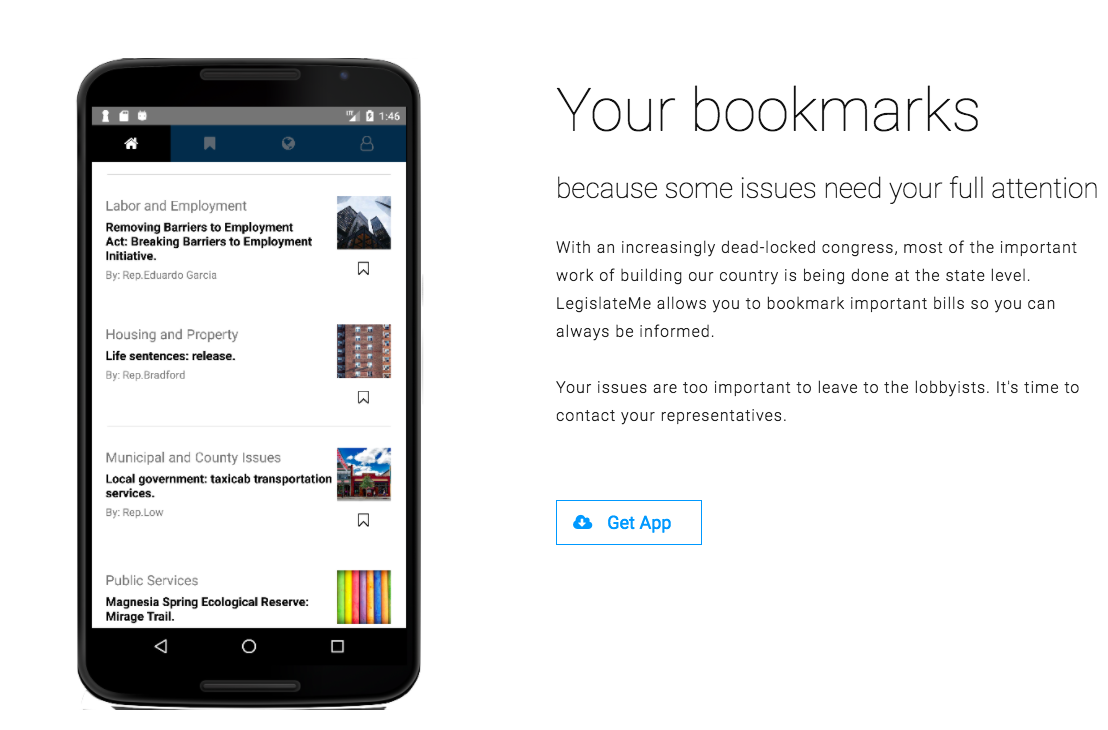 1:46
Labor and Employment
Removing Barriers to Employment
Act: Breaking Barriers to Employment
Initiative.
By: Rep.Eduardo Garcia
Housing and Property
Life sentences: release.
By: Rep.Bradford
Municipal and County Issues
Local government: taxicab transportation
services.
By: Rep.Low
Public Services
Magnesia Spring Ecological Reserve:
Mirage Trail.
Your bookmarks
because some issues need your full attention
With an increasingly dead-locked congress, most of the important
work of building our country is being done at the state level.
LegislateMe allows you to bookmark important bills so you can
always be informed.
Your issues are too important to leave to the lobbyists. It's time to
contact your representatives.
Get App